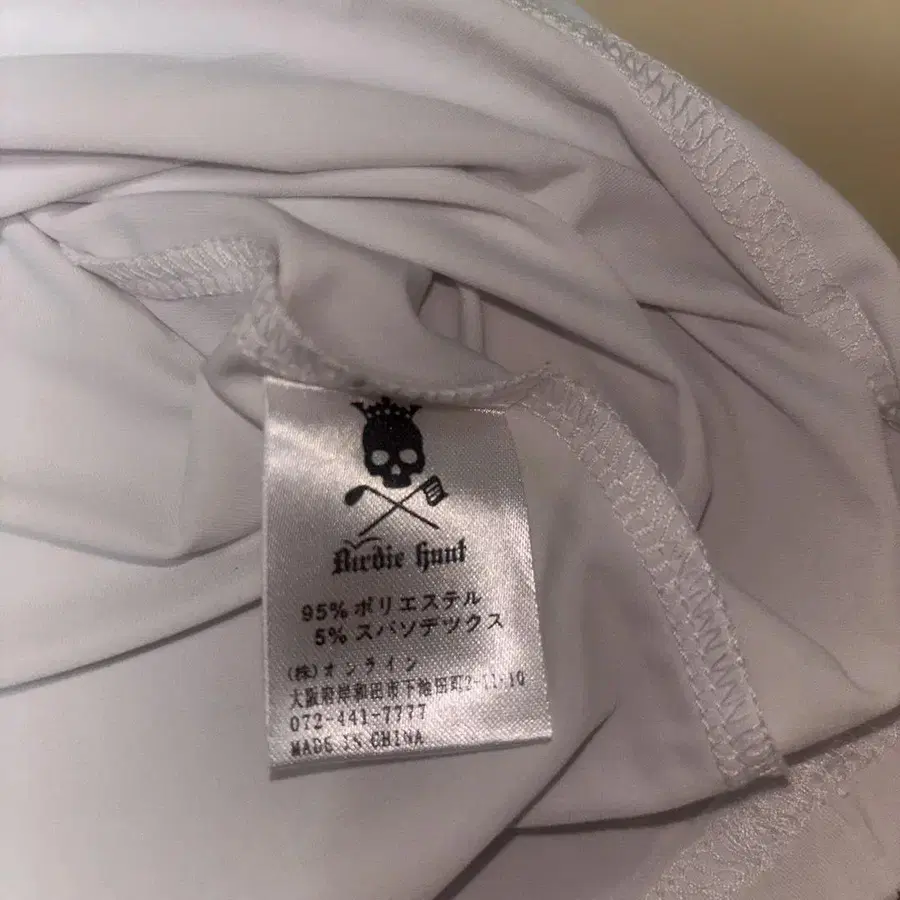 Birdie hunt
95% ポリエステル
5% スパソデツクス
(株)オンライン
大阪府岸和田市下池田町2-11-10
072-441-7777
MADE IN CHINA